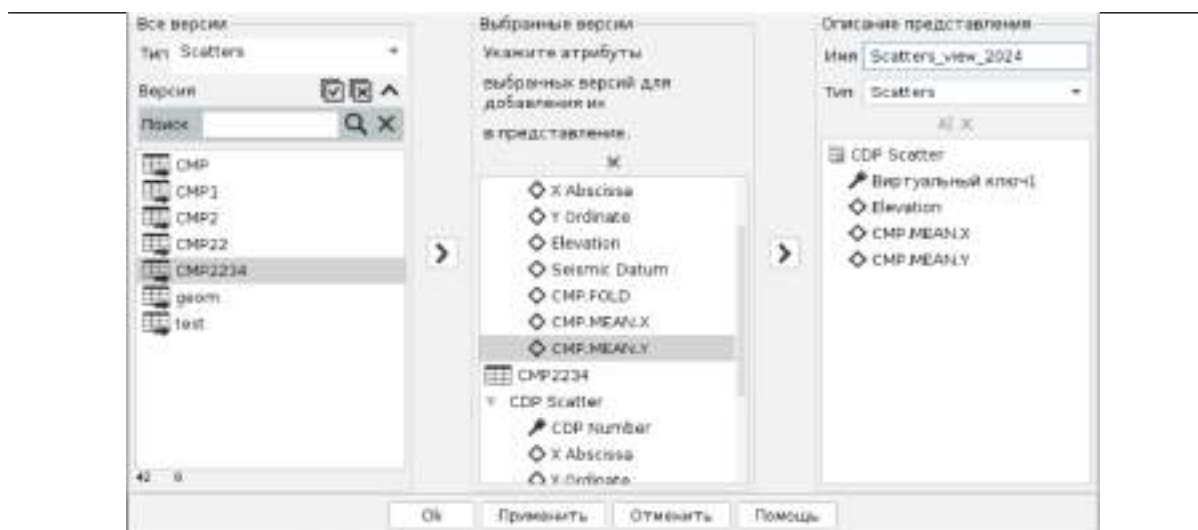 Все версии
Тип Scatters
Версии
Поиск
CMP
CMP1
CMP2
CMP22
CMP2234
geom
test
42 0
Выбранные версии
Укажите атрибуты
выбранных версий для
добавления их
в представление.
X Abscissa
Y Ordinate
Elevation
Seismic Datum
CMP.FOLD
CMP.MEAN.X
CMP.MEAN.Y
CMP2234
CDP Scatter
CDP Number
X Abscissa
Y Ordinate
Описание представления
Имя Scatters_view_2024
Тип Scatters
CDP Scatter
Виртуальный ключ1
Elevation
CMP.MEAN.X
CMP.MEAN.Y
Ok Применить Отменить Помощь